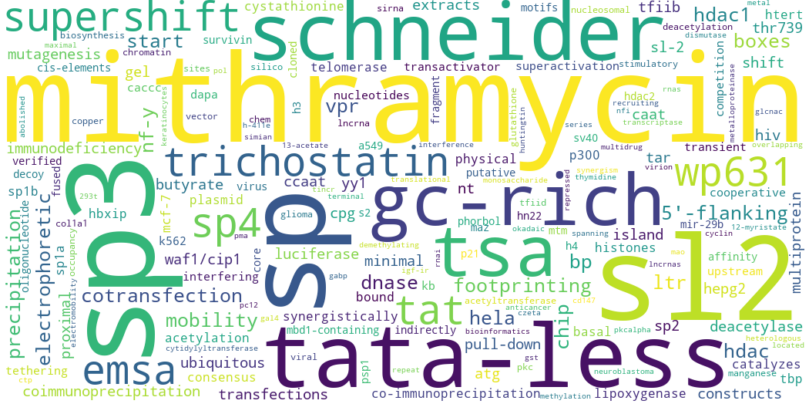 supershift
cystathionine
sirna
extracts
motifs
nucleosomal
tfiib
hdac1
htert
metal
thr739
dismutase
biosynthesis
maximal
survivin
start
mutagenesis
chromatin
schneider
deacetylation
sl-2
boxes
cis-elements
sites
pol
silico
cloned
telomerase
transactivator
superactivation
stimulatory
shift
mithramycin
gel
caccc
dapa
nucleotides
vpr
fragment
hdac2
caat
competition
rnas
nfi
recruiting
transcriptase
metalloproteinase
glcnac
abolished
copper
vector
keratinocytes
nf-y
chem
h-4iie
simian
h3
lncrna
glutathione
huntingtin
series
multidrug
sv40
hiv
overlapping
immunodeficiency
13-acetate
a549
interference
p300
tar
transient
verified
decoy
fused
sp1b
virus
butyrate
trichostatin
physical
putative
synergism
thymidine
virion
wp631
cooperative
ccaat
yy1
tincr
translational
monosaccharide
nt
tfiid
repressed
293t
plasmid
terminal
gc-rich
mir-29b
cyclin
sp3
hbxip
mcf-7
sp4
cpg
s2
glioma
phorbol
maz
okadaic
hn22
mtm
island
5'-flanking
precipitation
oligonucleotide
col1a1
sp1a
occupancy
k562
luciferase
sp
demethylating
tsa
spanning
h4
histones
12-myristate
multiprotein
electrophoretic
proximal
waf1/cip1
pma
core
minimal
rnai
p21
mas
lncrnas
affinity
electromobility
interfering
gabp
igf-ir
bp
sl2
upstream
dnase
footprinting
ltr
hepg2
cotransfection
bound
kb
acetyltransferase
cdt17
heterologous
pc12
gal4
synergistically
tat
anticancer
czeta
located
mobility
hela
chip
basal
sp2
deacetylase
acetylation
mbd1-containing
indirectly
bioinformatics
pkcalpha
emsa
cytidylyltransferase
tata-less
pull-down
hdac
catalyzes
ubiquitous
viral
psp1
gst
tethering
consensus
repeat
atg
pkc
neuroblastoma
manganese
tbp
ctp
coimmunoprecipitation
transfections
co-immunoprecipitation
methylation
lipoxygenase
constructs